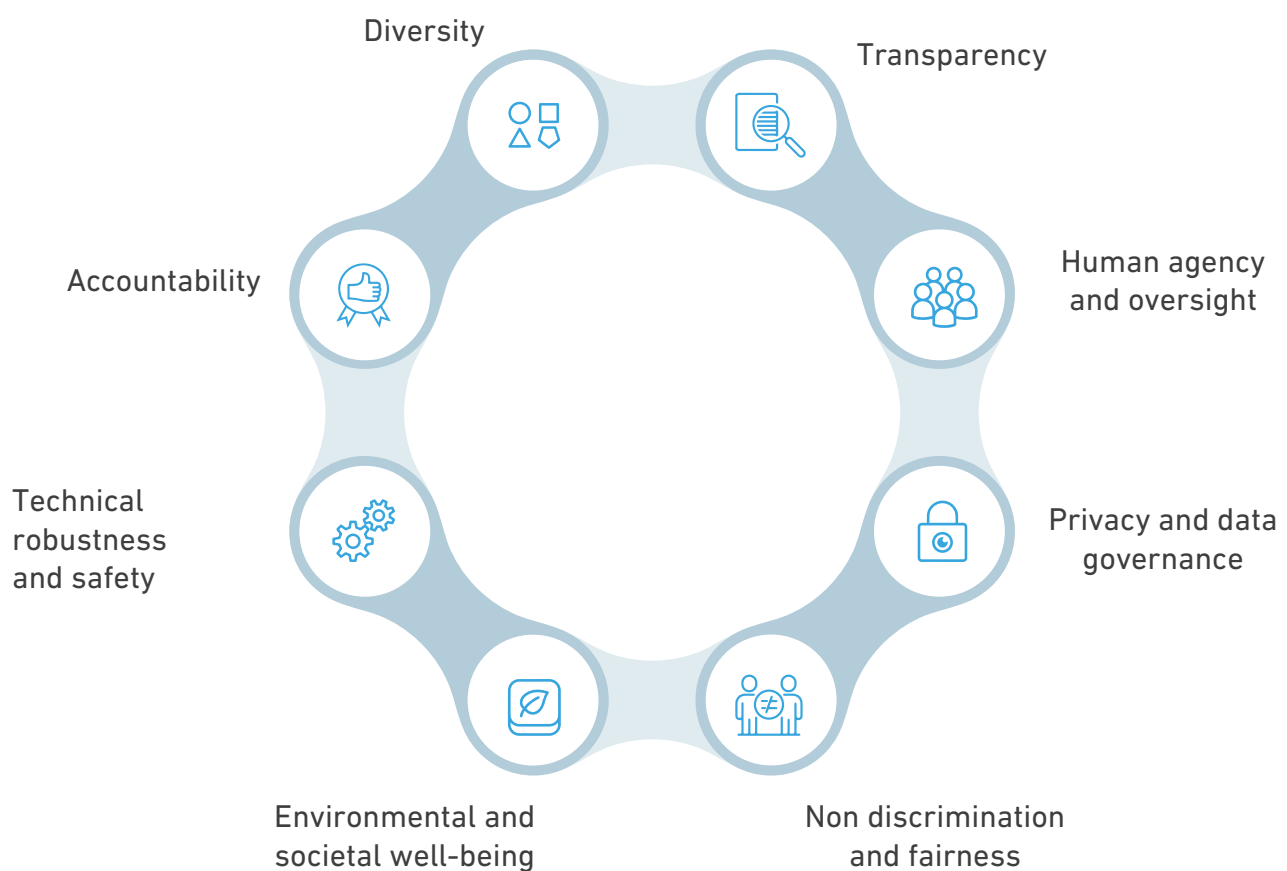 Diversity
Transparency
Human agency
and oversight
Privacy and data
governance
Non discrimination
and fairness
Environmental and
societal well-being
Technical
robustness
and safety
Accountability